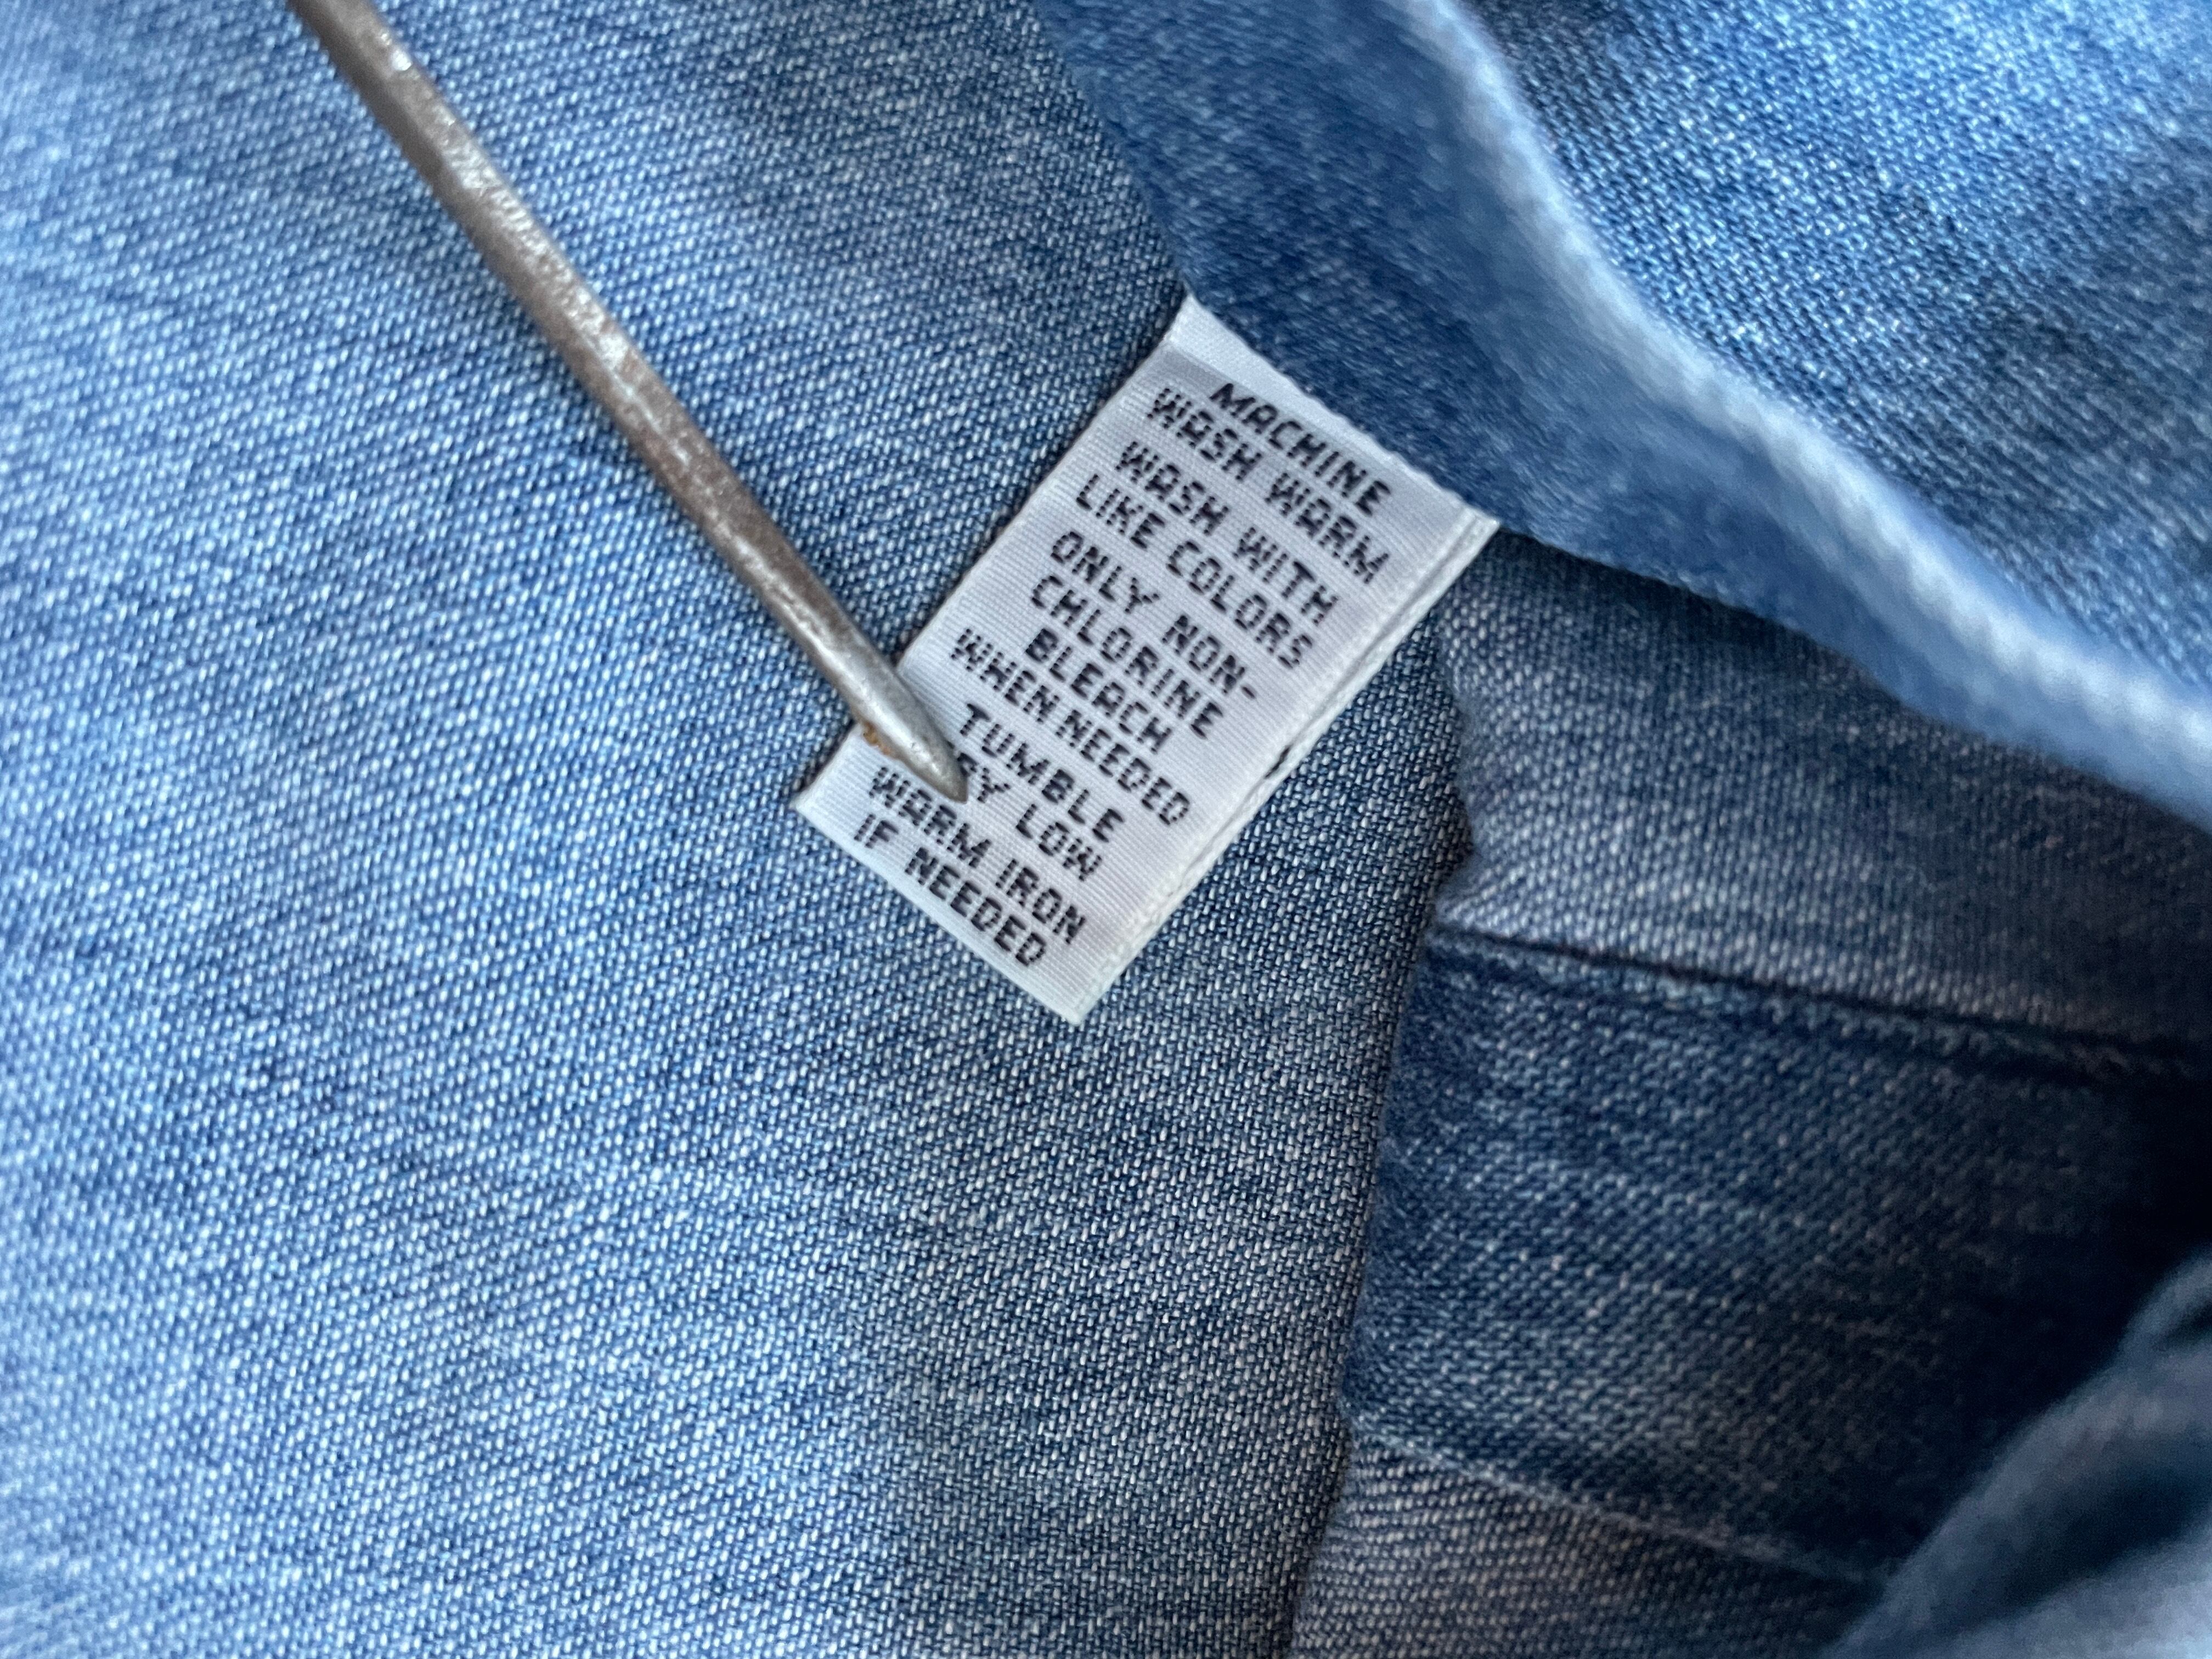 MACHINE
WASH WARM
WASH WITH
LIKE COLORS
ONLY NON-
CHLORINE
BLEACH
WHEN NEEDED
TUMBLE
LOW
WARM IRON
IF NEEDED